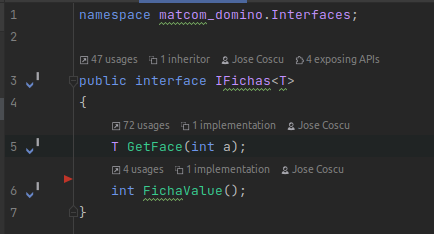 1 namespace matcom_domino.Interfaces;
2
47 usages 1 inheritor Jose Coscu 4 exposing APIs
3 public interface IFichas<T>
4 {
72 usages 1 implementation Jose Coscu
5 T GetFace(int a);
4 usages 1 implementation Jose Coscu
6 int FichaValue();
7 }